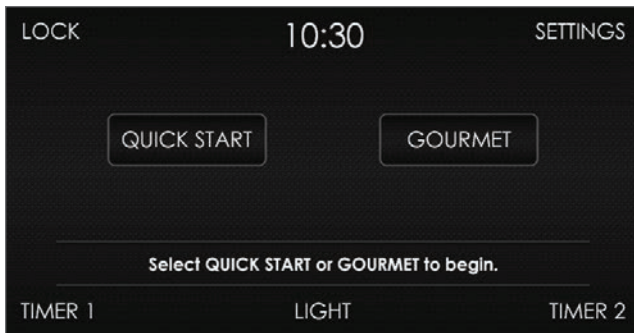 LOCK 10:30 SETTINGS
QUICK START GOURMET
Select QUICK START or GOURMET to begin.
TIMER 1 LIGHT TIMER 2